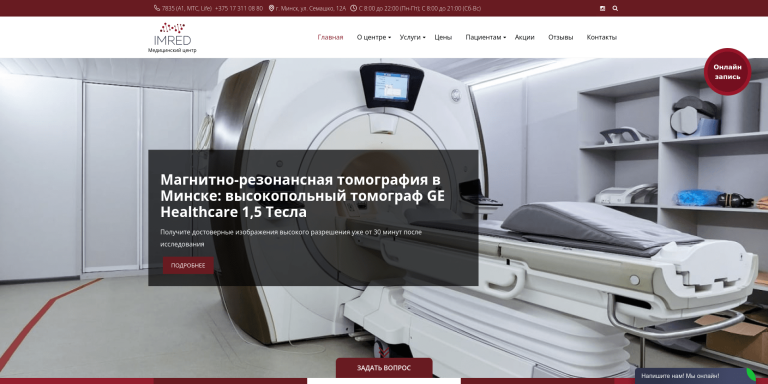 7835 (A1, МТС, Life) +375 17 311 08 80 г. Минск, ул. Семашко, 12А С 8:00 до 22:00 (Пн-Пт), С 8:00 до 21:00 (Сб-Вс)
IMRED
Медицинский центр
Главная О центре Услуги Цены Пациентам Акции Отзывы Контакты
Онлайн
запись
Магнитно-резонансная томография в
Минске: высокопольный томограф GE
Healthcare 1,5 Тесла
Получите достоверные изображения высокого разрешения уже от 30 минут после
исследования
ПОДРОБНЕЕ
ЗАДАТЬ ВОПРОС
Напишите нам! Мы онлайн!